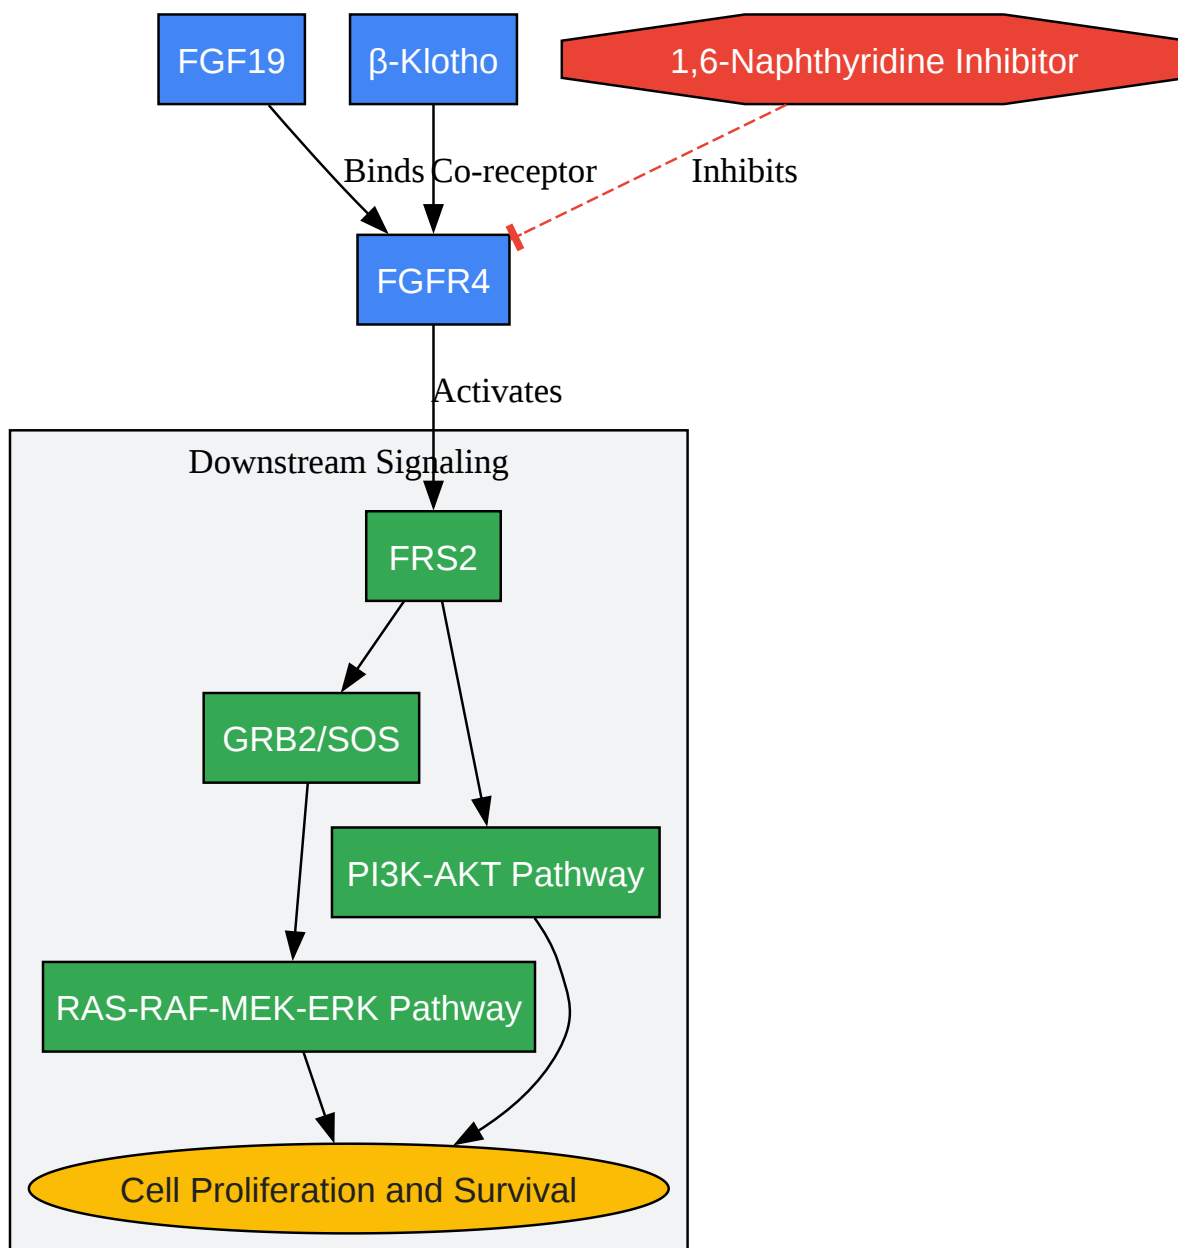 FGF19
β-Klotho
1,6-Naphthyridine Inhibitor
Binds
Co-receptor
Inhibits
FGFR4
Activates
Downstream Signaling
FRS2
GRB2/SOS
PI3K-AKT Pathway
RAS-RAF-MEK-ERK Pathway
Cell Proliferation and Survival